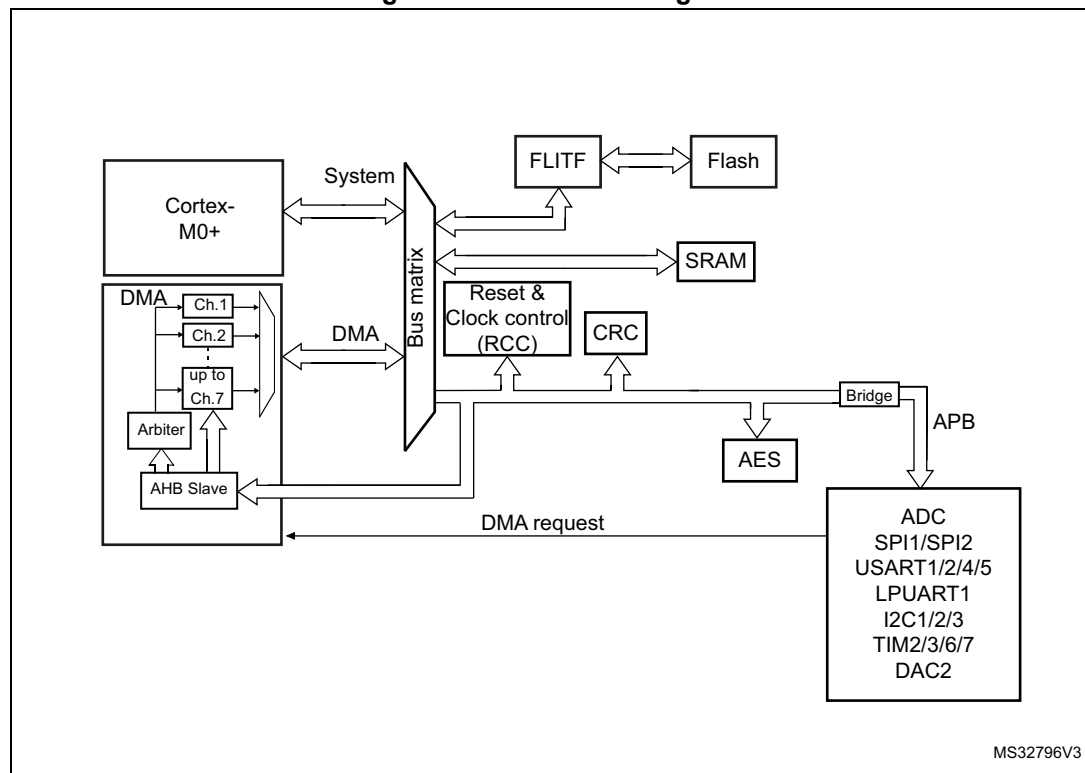 System
FLITF
Flash
Cortex-
M0+
Bus matrix
SRAM
DMA
Ch.1
Ch.2
up to
Ch.7
Arbiter
AHB Slave
DMA
Reset &
Clock control
(RCC)
CRC
Bridge
APB
AES
DMA request
ADC
SPI1/SPI2
USART1/2/4/5
LPUART1
I2C1/2/3
TIM2/3/6/7
DAC2
MS32796V3